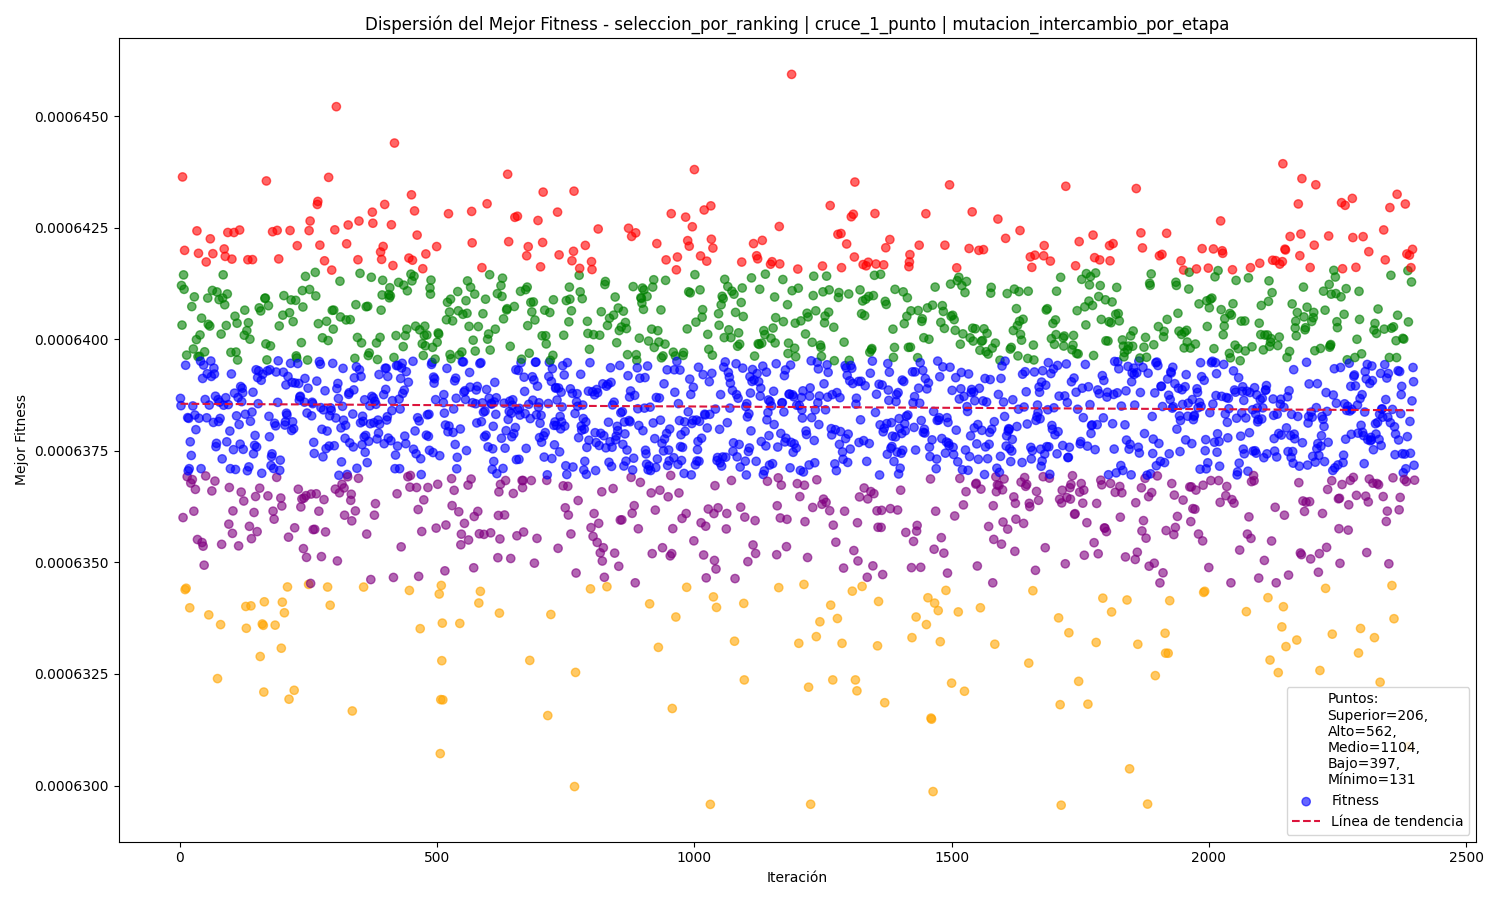 Dispersión del Mejor Fitness - seleccion_por_ranking | cruce_1_punto | mutacion_intercambio_por_etapa
Mejor Fitness
0.0006450
0.0006425
0.0006400
0.0006375
0.0006350
0.0006325
0.0006300
0
500
1000
1500
2000
2500
Iteración
Puntos:
Superior=206,
Alto=562,
Medio=1104,
Bajo=397,
Mínimo=131
Fitness
Línea de tendencia